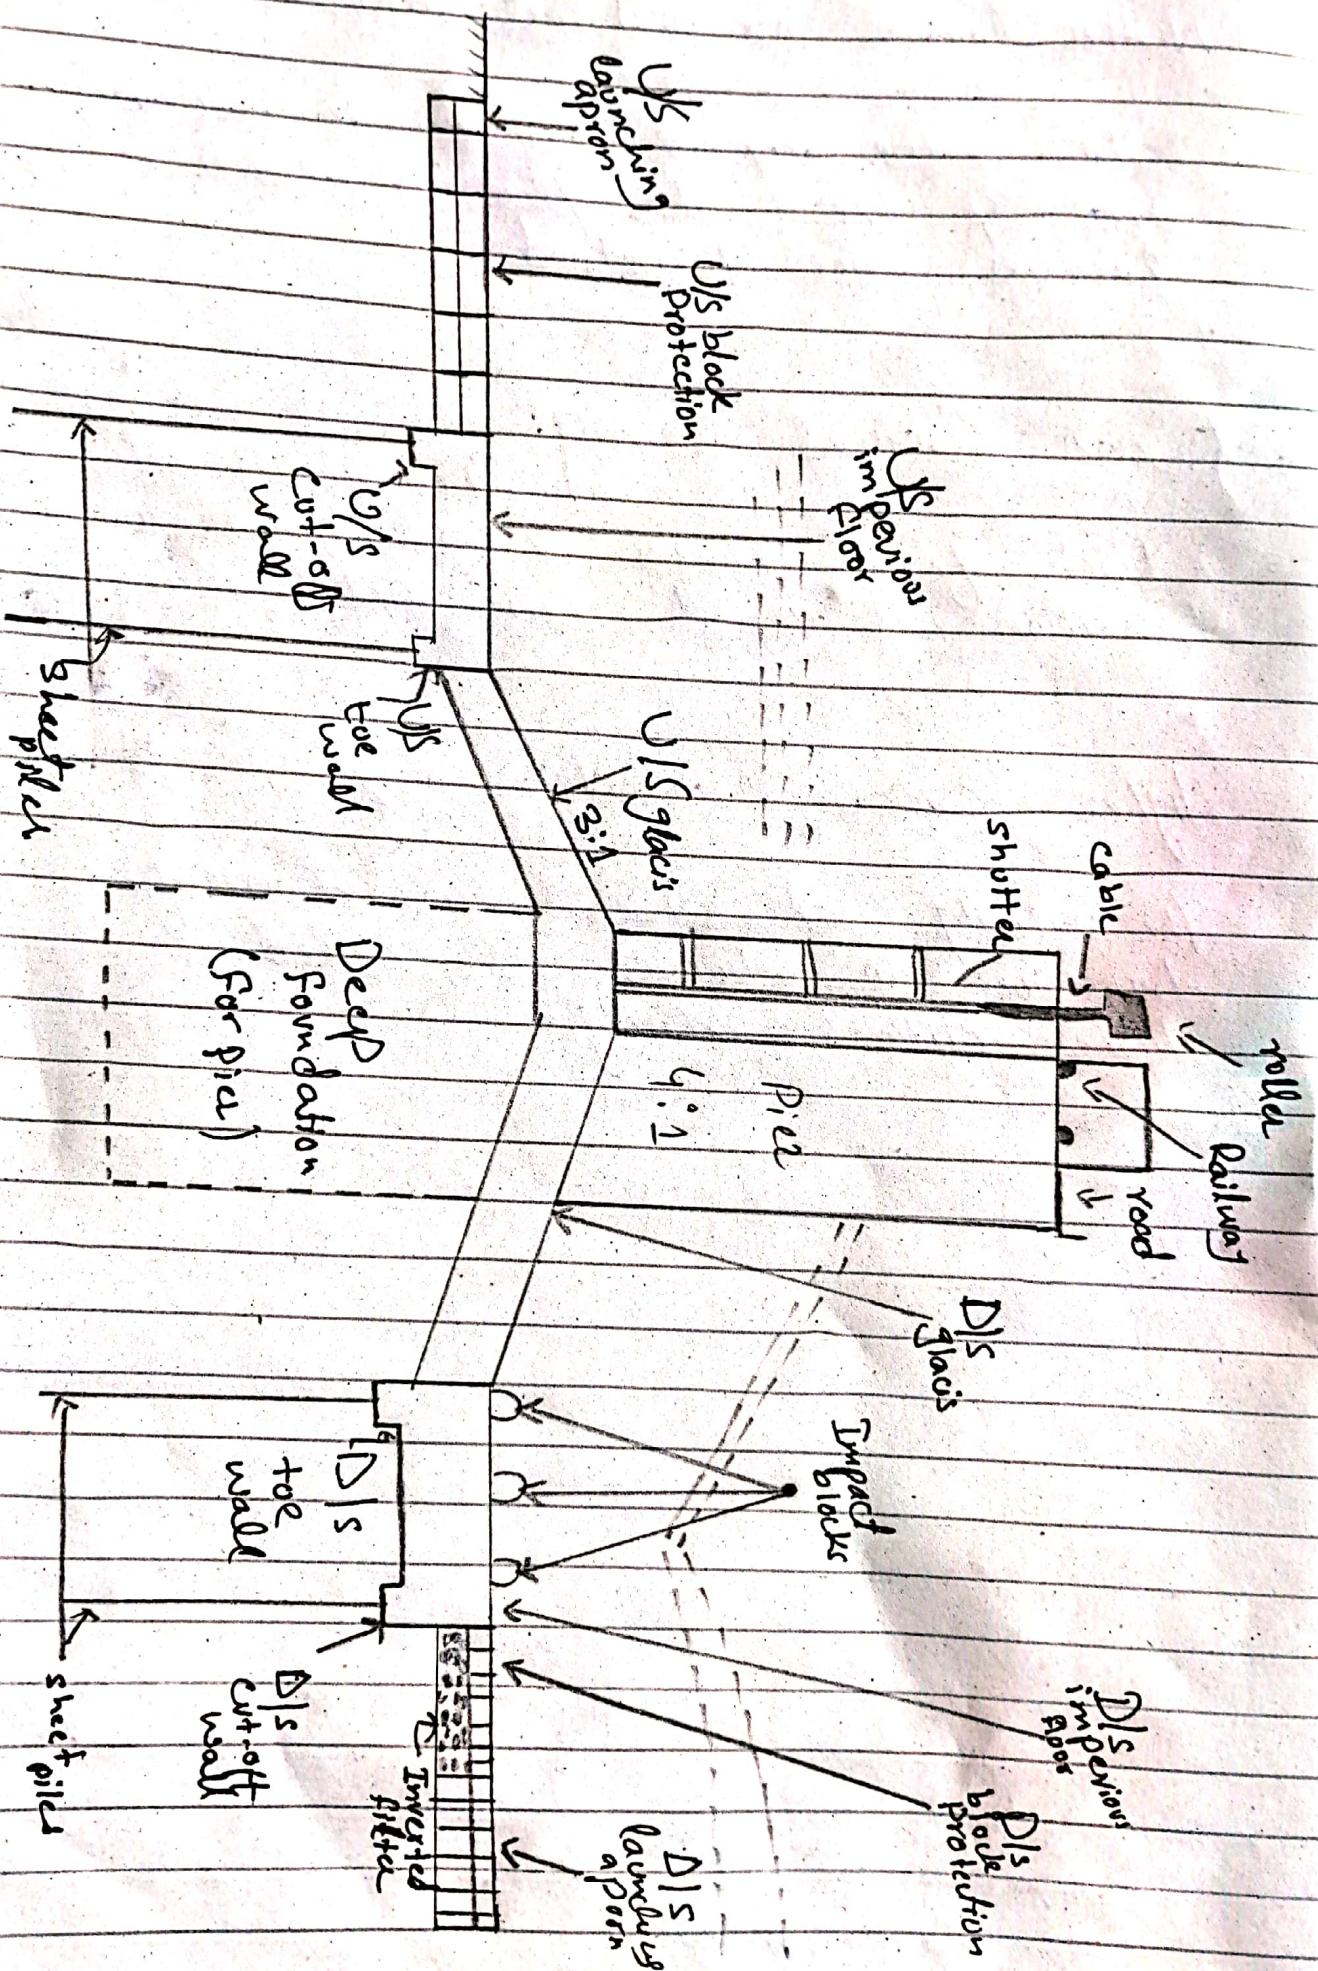 U/S
launching
apron
U/S block
protection
U/S
impervious
floor
U/S
cut-off
wall
sheet
piles
U/S
toe
wall
U/S glacis
3:1
shutter
cable
roller
Railway
road
Pier
4:1
Deep
foundation
(for pier)
D/S
glacis
Impact
blocks
D/S
toe
wall
D/S
cut-off
wall
sheet piles
Inverted
filter
D/S
impervious
floor
D/S
block
protection
D/S
launching
aporn